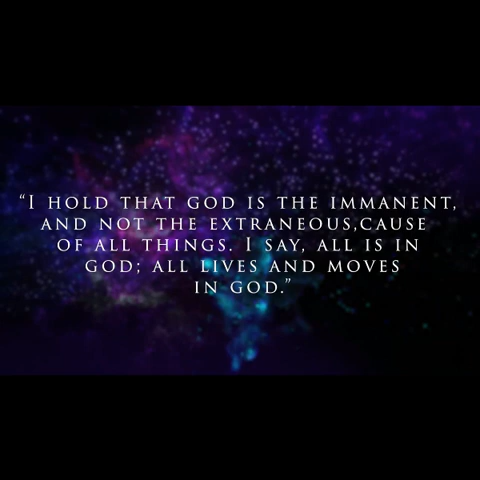 “I HOLD THAT GOD IS THE IMMANENT,
AND NOT THE EXTRANEOUS,CAUSE
OF ALL THINGS. I SAY, ALL IS IN
GOD; ALL LIVES AND MOVES
IN GOD.”